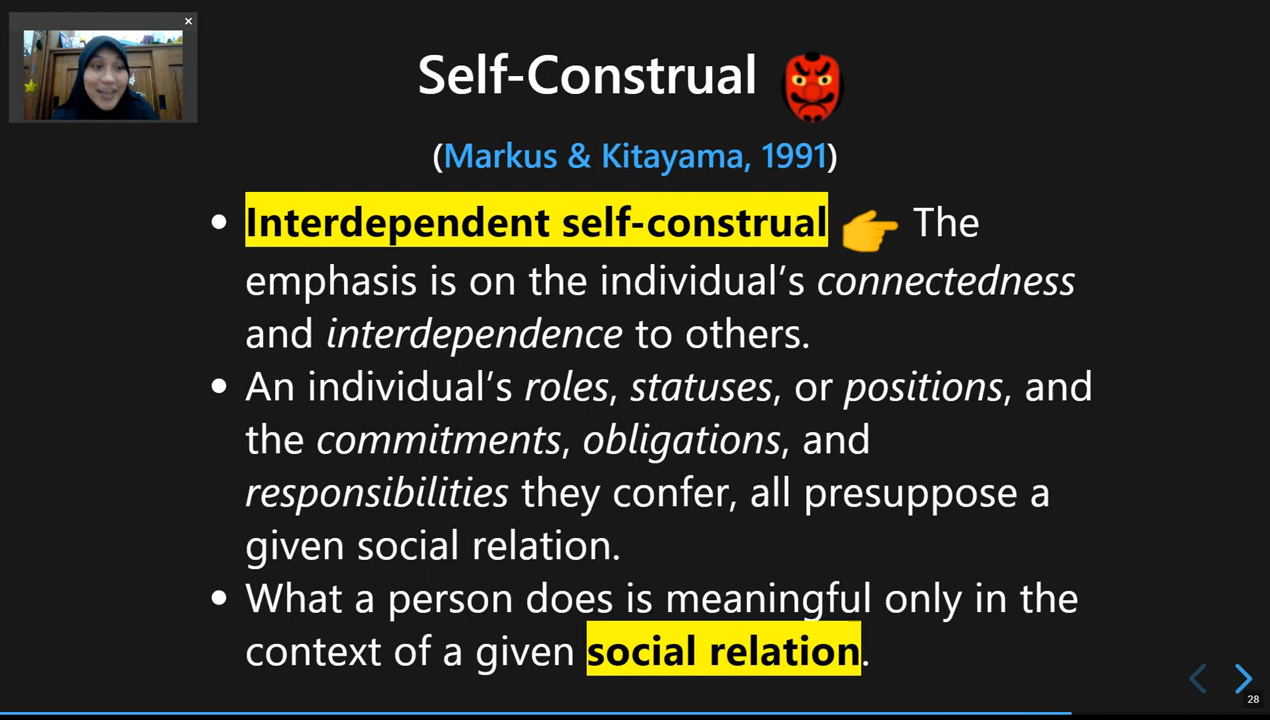 Self-Construal
(Markus & Kitayama, 1991)
• Interdependent self-construal 👉 The
emphasis is on the individual’s connectedness
and interdependence to others.
• An individual’s roles, statuses, or positions, and
the commitments, obligations, and
responsibilities they confer, all presuppose a
given social relation.
• What a person does is meaningful only in the
context of a given social relation.
28